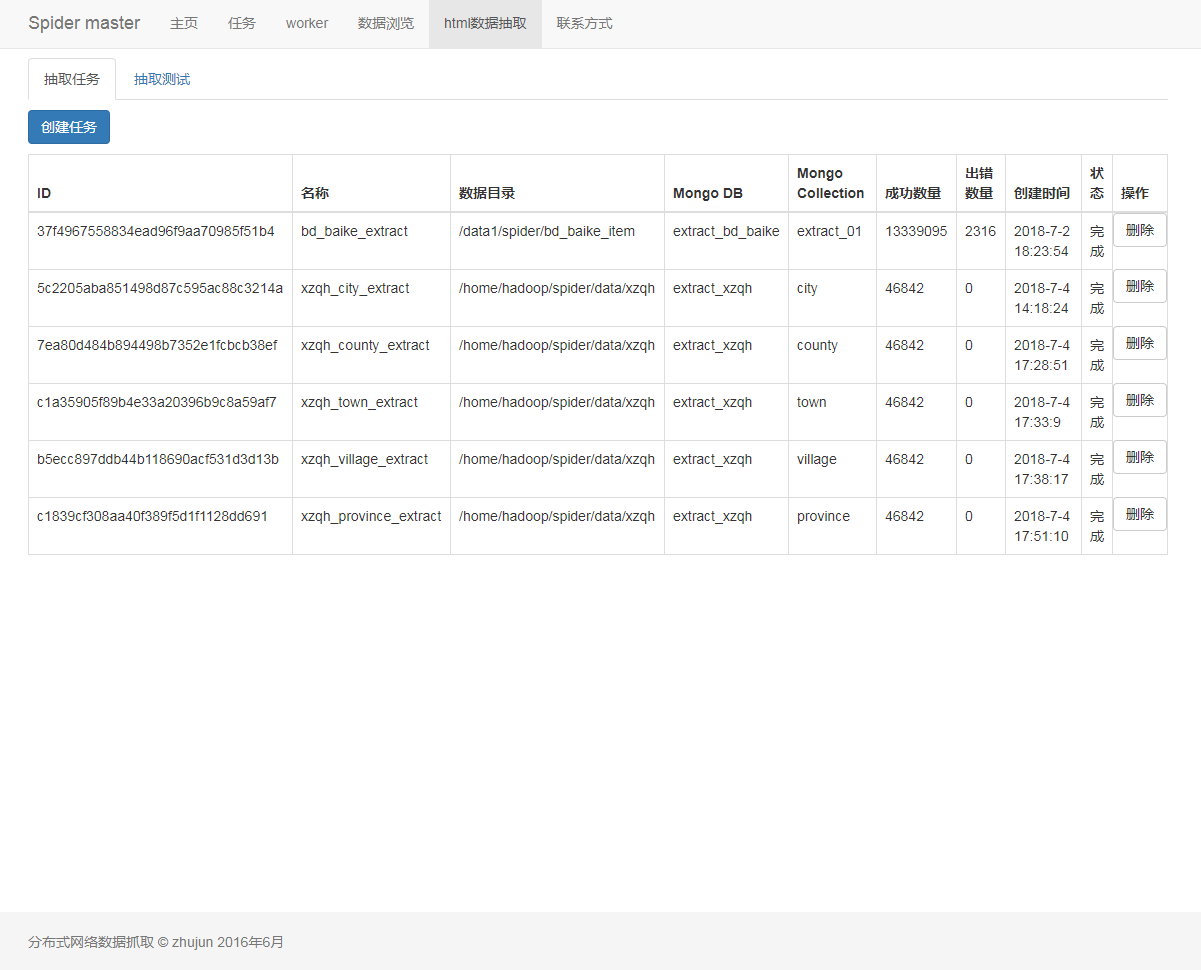 Spider master 主页 任务 worker 数据浏览 html数据抽取 联系方式
抽取任务 抽取测试
创建任务
ID 名称 数据目录 Mongo DB Mongo Collection 成功数量 出错数量 创建时间 状态 操作
37f4967558834ead96f9aa70985f51b4 bd_baike_extract /data1/spider/bd_baike_item extract_bd_baike extract_01 13339095 2316 2018-7-2 18:23:54 完成 删除
5c2205aba851498d87c595ac88c3214a xzqh_city_extract /home/hadoop/spider/data/xzqh extract_xzqh city 46842 0 2018-7-4 14:18:24 完成 删除
7ea80d484b894498b7352e1fcbcb38ef xzqh_county_extract /home/hadoop/spider/data/xzqh extract_xzqh county 46842 0 2018-7-4 17:28:51 完成 删除
c1a35905f89b4e33a20396b9c8a59af7 xzqh_town_extract /home/hadoop/spider/data/xzqh extract_xzqh town 46842 0 2018-7-4 17:33:9 完成 删除
b5ecc897ddb44b118690acf531d3d13b xzqh_village_extract /home/hadoop/spider/data/xzqh extract_xzqh village 46842 0 2018-7-4 17:38:17 完成 删除
c1839cf308aa40f389f5d1f1128dd691 xzqh_province_extract /home/hadoop/spider/data/xzqh extract_xzqh province 46842 0 2018-7-4 17:51:10 完成 删除
分布式网络数据抓取 © zhujun 2016年6月